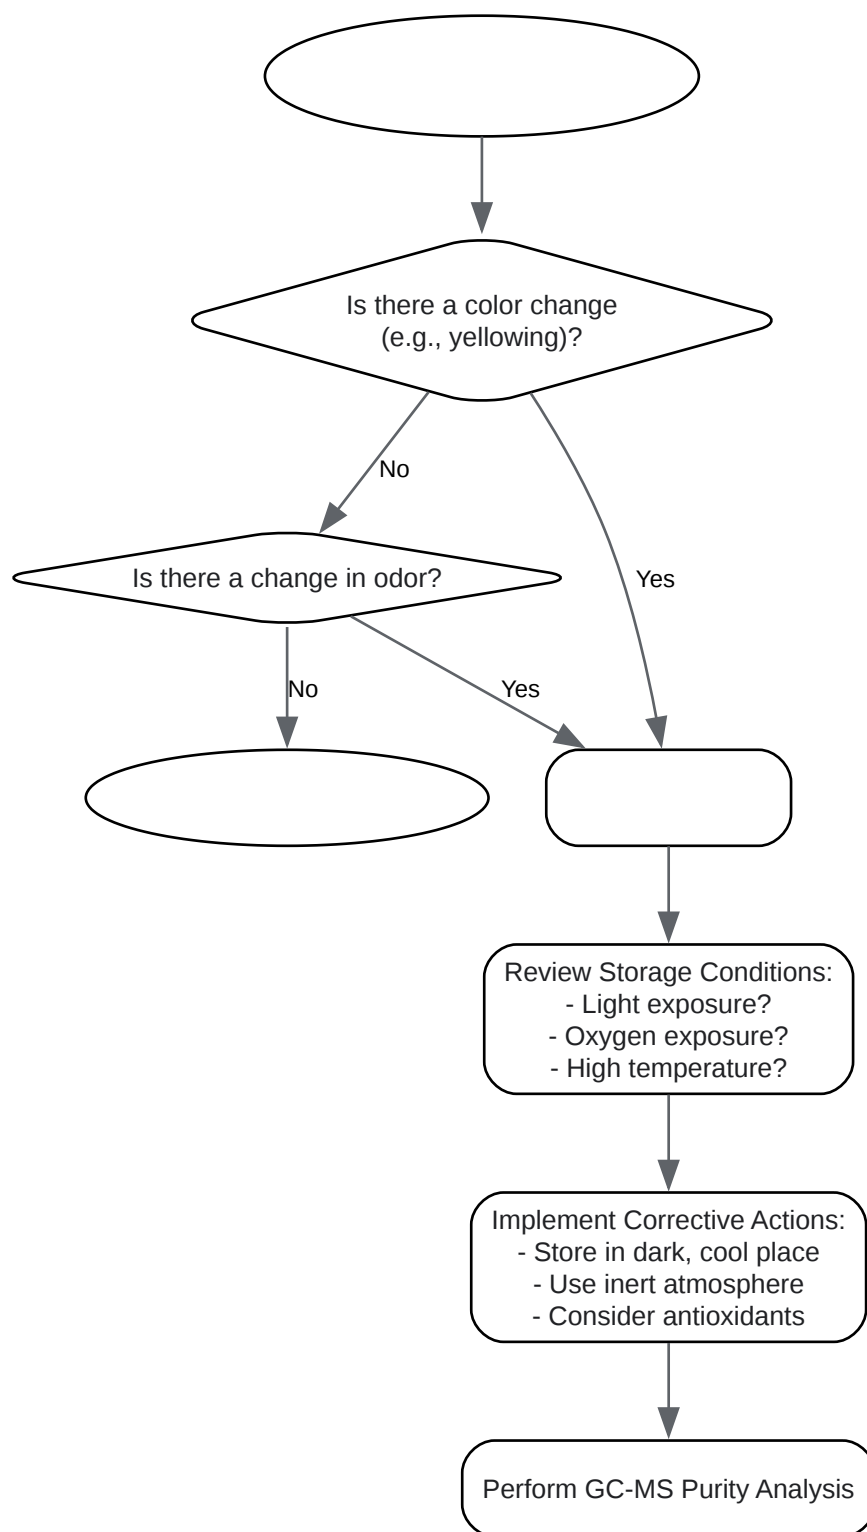 Is there a color change
(e.g., yellowing)?
No
Is there a change in odor?
Yes
No
Yes
Review Storage Conditions:
- Light exposure?
- Oxygen exposure?
- High temperature?
Implement Corrective Actions:
- Store in dark, cool place
- Use inert atmosphere
- Consider antioxidants
Perform GC-MS Purity Analysis